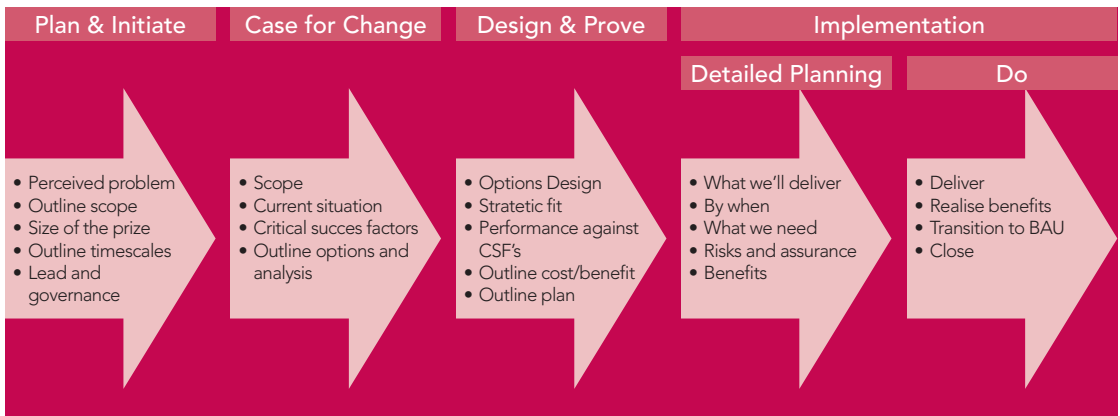 Plan & Initiate
Case for Change
Design & Prove
Implementation
Detailed Planning
Do
• Perceived problem
• Outline scope
• Size of the prize
• Outline timescales
• Lead and
governance
• Scope
• Current situation
• Critical succes factors
• Outline options and
analysis
• Options Design
• Stratetic fit
• Performance against
CSF's
• Outline cost/benefit
• Outline plan
• What we'll deliver
• By when
• What we need
• Risks and assurance
• Benefits
• Deliver
• Realise benefits
• Transition to BAU
• Close